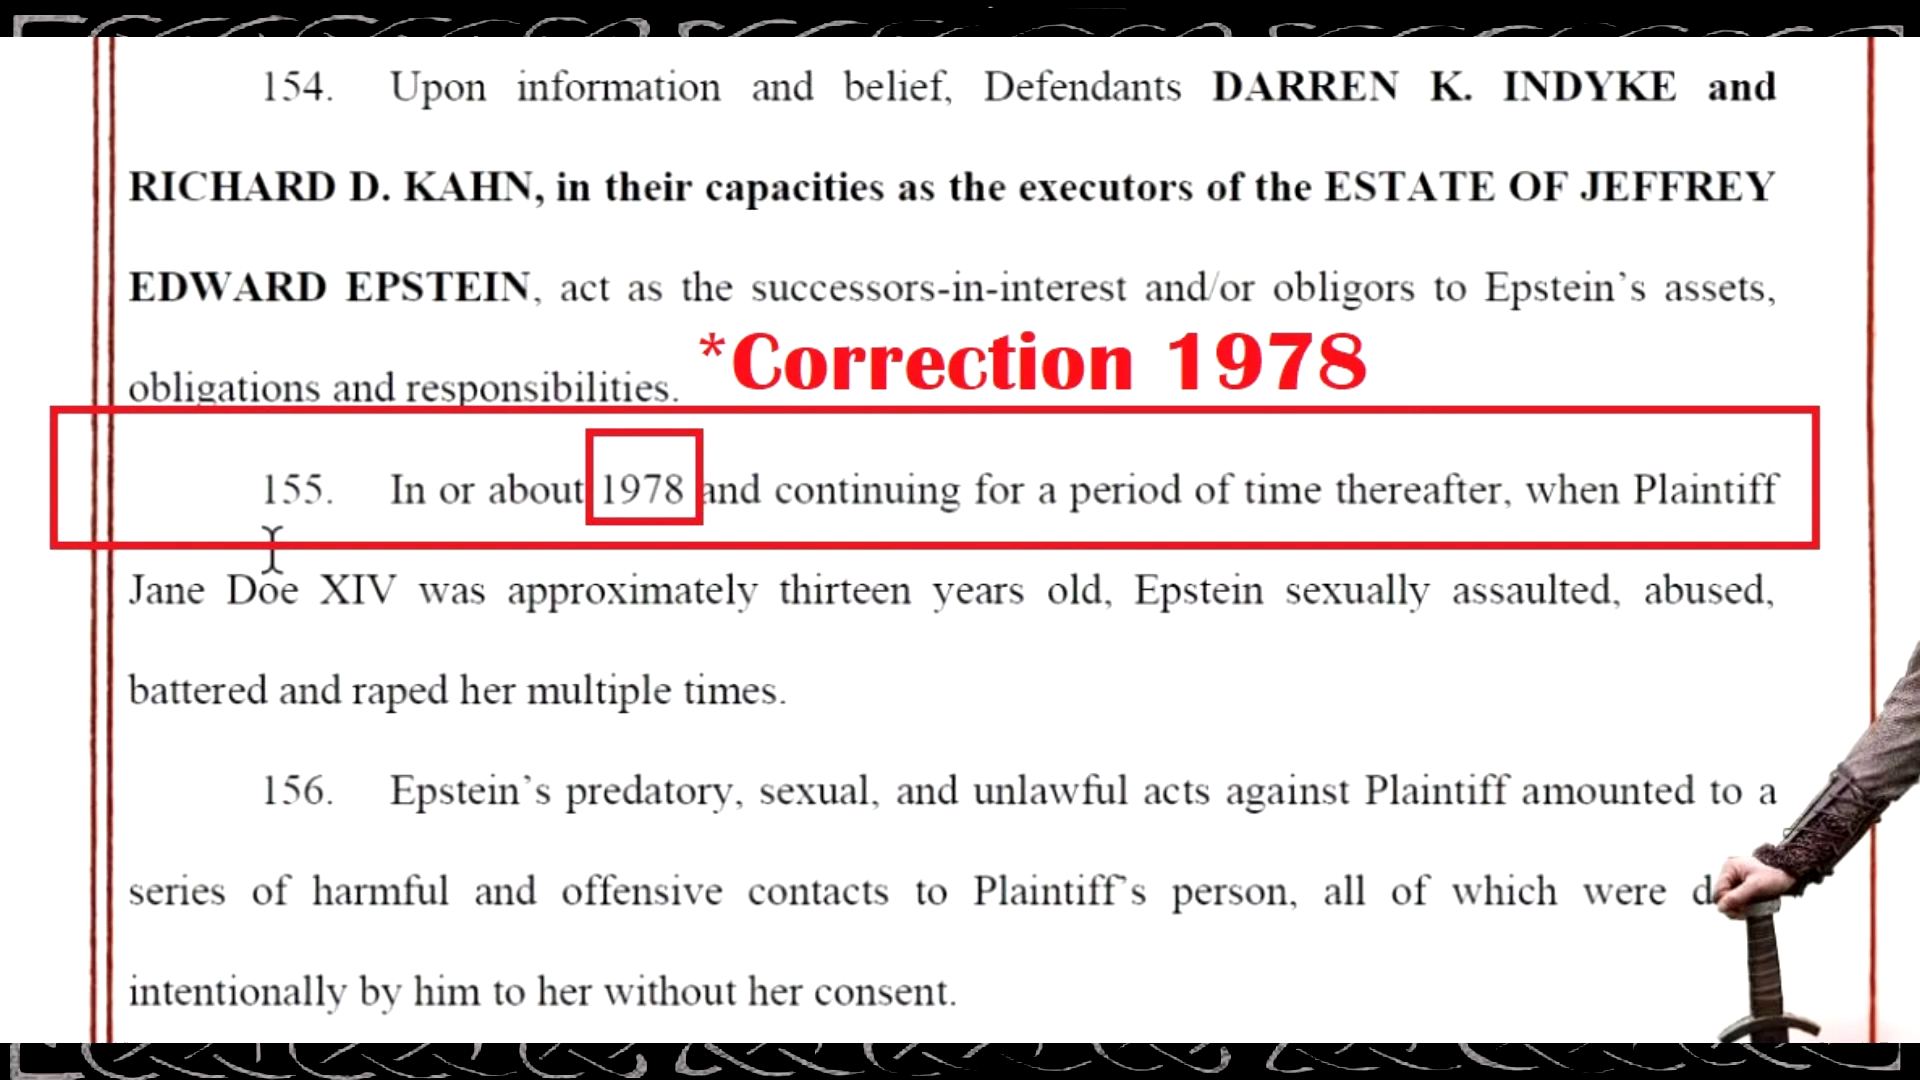 154. Upon information and belief, Defendants DARREN K. INDYKE and
RICHARD D. KAHN, in their capacities as the executors of the ESTATE OF JEFFREY
EDWARD EPSTEIN, act as the successors-in-interest and/or obligors to Epstein's assets,
obligations and responsibilities.
*Correction 1978
155. In or about 1978 and continuing for a period of time thereafter, when Plaintiff
Jane Doe XIV was approximately thirteen years old, Epstein sexually assaulted, abused,
battered and raped her multiple times.
156. Epstein's predatory, sexual, and unlawful acts against Plaintiff amounted to a
series of harmful and offensive contacts to Plaintiff's person, all of which were
intentionally by him to her without her consent.